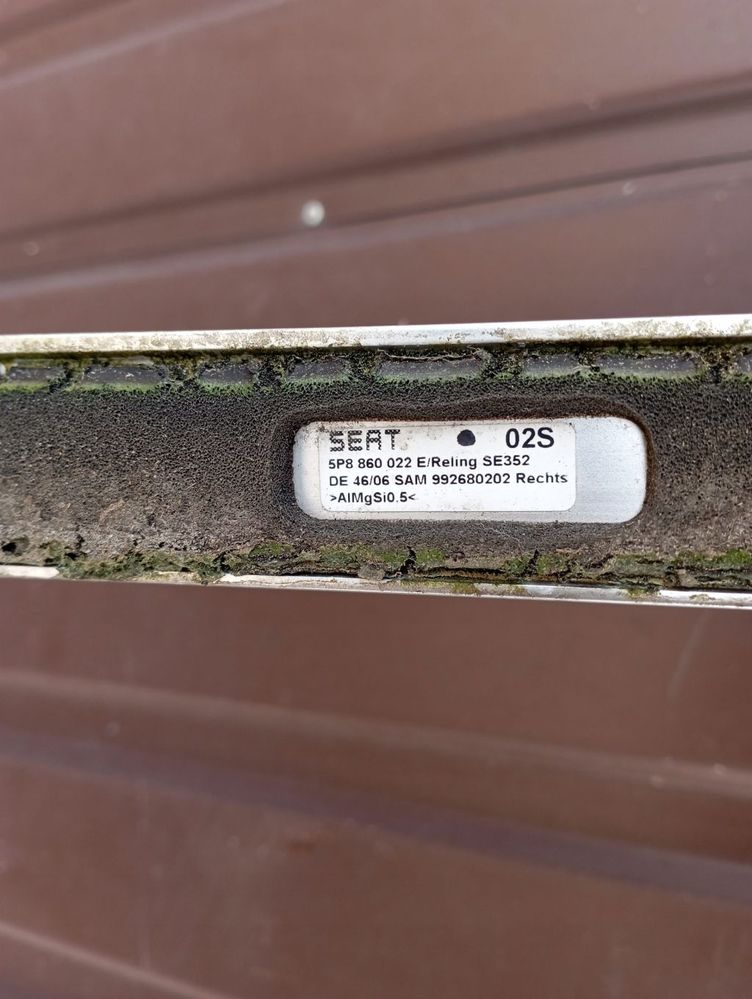 SEAT 02S
5P8 860 022 E/Reling SE352
DE 46/06 SAM 992680202 Rechts
>AlMgSi0.5<